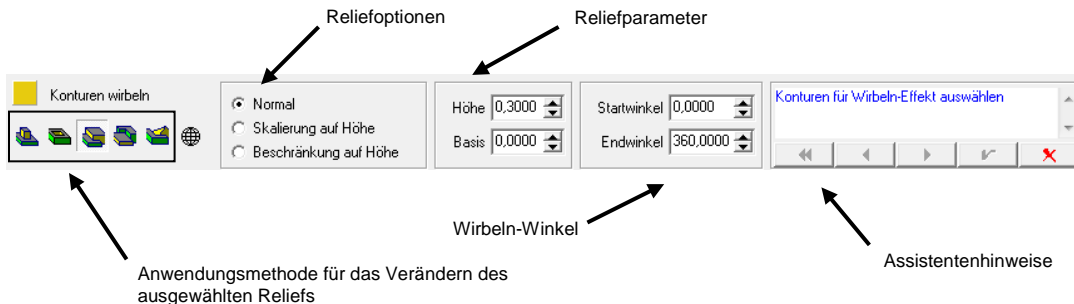 Reliefoptionen
Reliefparameter
Konturen wirbeln
Normal
Skalierung auf Höhe
Beschränkung auf Höhe
Höhe 0,3000
Basis 0,0000
Startwinkel 0,0000
Endwinkel 360,0000
Konturen für Wirbeln-Effekt auswählen
Wirbeln-Winkel
Assistentenhinweise
Anwendungsmethode für das Verändern des
ausgewählten Reliefs